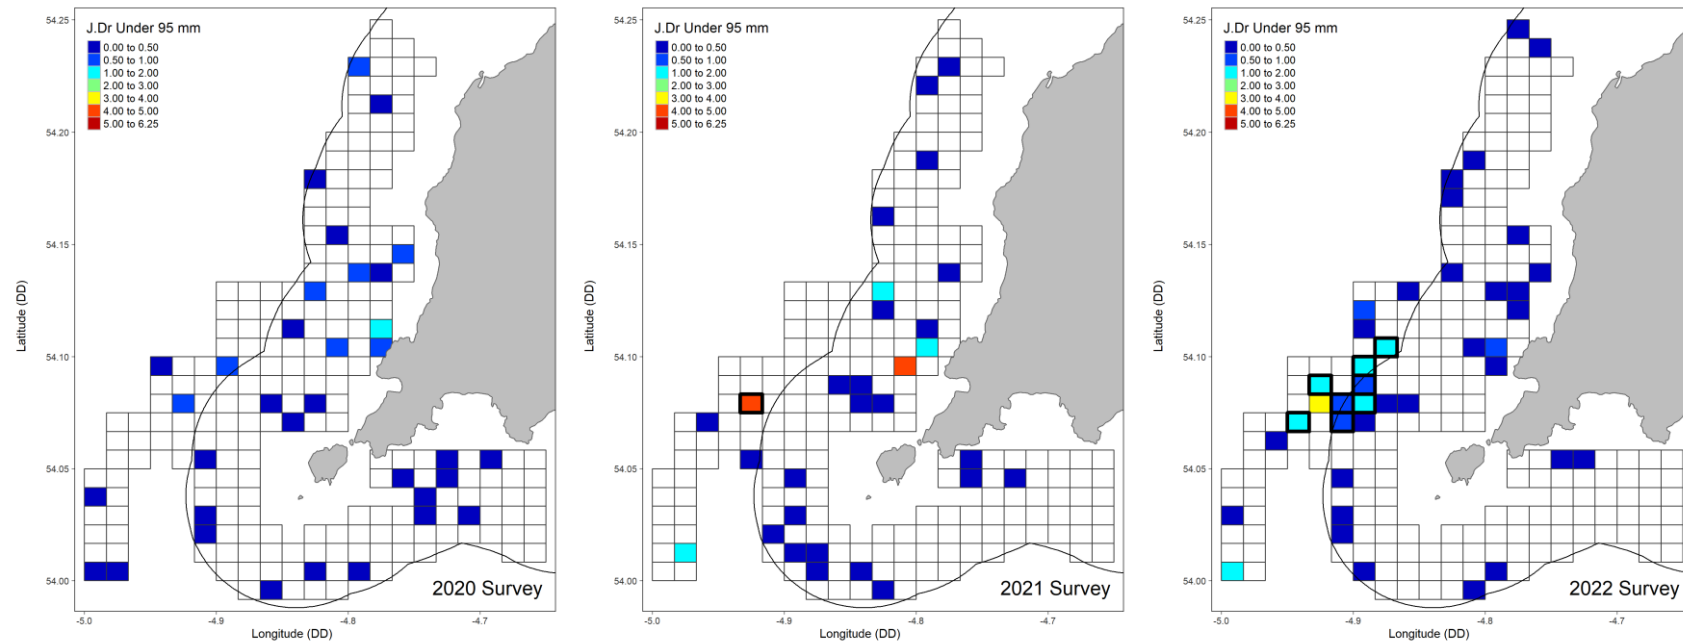 J.Dr Under 95 mm
0.00 to 0.50
0.50 to 1.00
1.00 to 2.00
2.00 to 3.00
3.00 to 4.00
4.00 to 5.00
5.00 to 6.25
54.25
54.20
54.15
54.10
54.05
54.00
Latitude (DD)
2020 Survey
-5.0 -4.9 -4.8 -4.7
Longitude (DD)
J.Dr Under 95 mm
0.00 to 0.50
0.50 to 1.00
1.00 to 2.00
2.00 to 3.00
3.00 to 4.00
4.00 to 5.00
5.00 to 6.25
54.25
54.20
54.15
54.10
54.05
54.00
Latitude (DD)
2021 Survey
-5.0 -4.9 -4.8 -4.7
Longitude (DD)
J.Dr Under 95 mm
0.00 to 0.50
0.50 to 1.00
1.00 to 2.00
2.00 to 3.00
3.00 to 4.00
4.00 to 5.00
5.00 to 6.25
54.25
54.20
54.15
54.10
54.05
54.00
Latitude (DD)
2022 Survey
-5.0 -4.9 -4.8 -4.7
Longitude (DD)